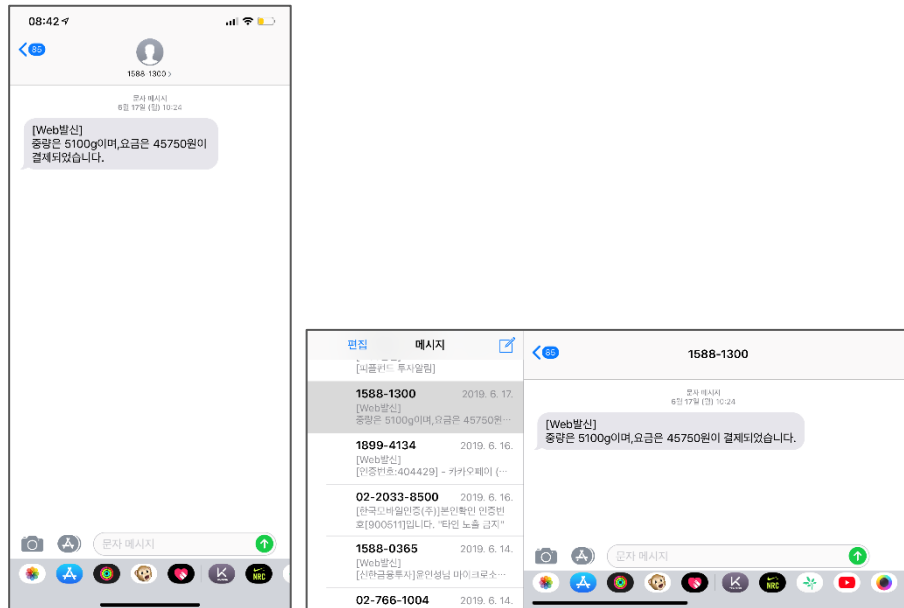 08:42
85
1588-1300 >
문자 메시지
6월 17일 (월) 10:24
[Web발신]
중량은 5100g이며,요금은 45750원이
결제되었습니다.
문자 메시지
NRC
편집
메시지
[피플펀드 투자알림]
1588-1300 2019. 6. 17.
[Web발신]
중량은 5100g이며,요금은 45750원…
1899-4134 2019. 6. 16.
[Web발신]
[인증번호:404429] - 카카오페이 (…
02-2033-8500 2019. 6. 16.
[한국모바일인증(주)]본인확인 인증번
호[900511]입니다. "타인 노출 금지"
1588-0365 2019. 6. 14.
[Web발신]
[신한금융투자]윤인성님 마이크로소…
02-766-1004 2019. 6. 14.
85
1588-1300
문자 메시지
6월 17일 (월) 10:24
[Web발신]
중량은 5100g이며,요금은 45750원이 결제되었습니다.
문자 메시지
NRC